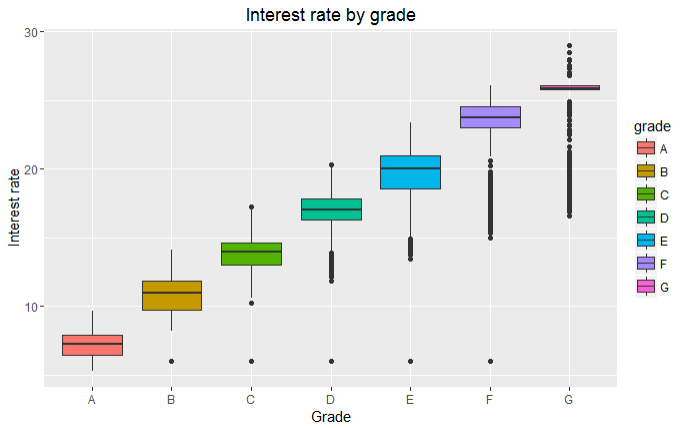 Interest rate by grade
30
20
10
Interest rate
A B C D E F G
Grade
grade
A
B
C
D
E
F
G